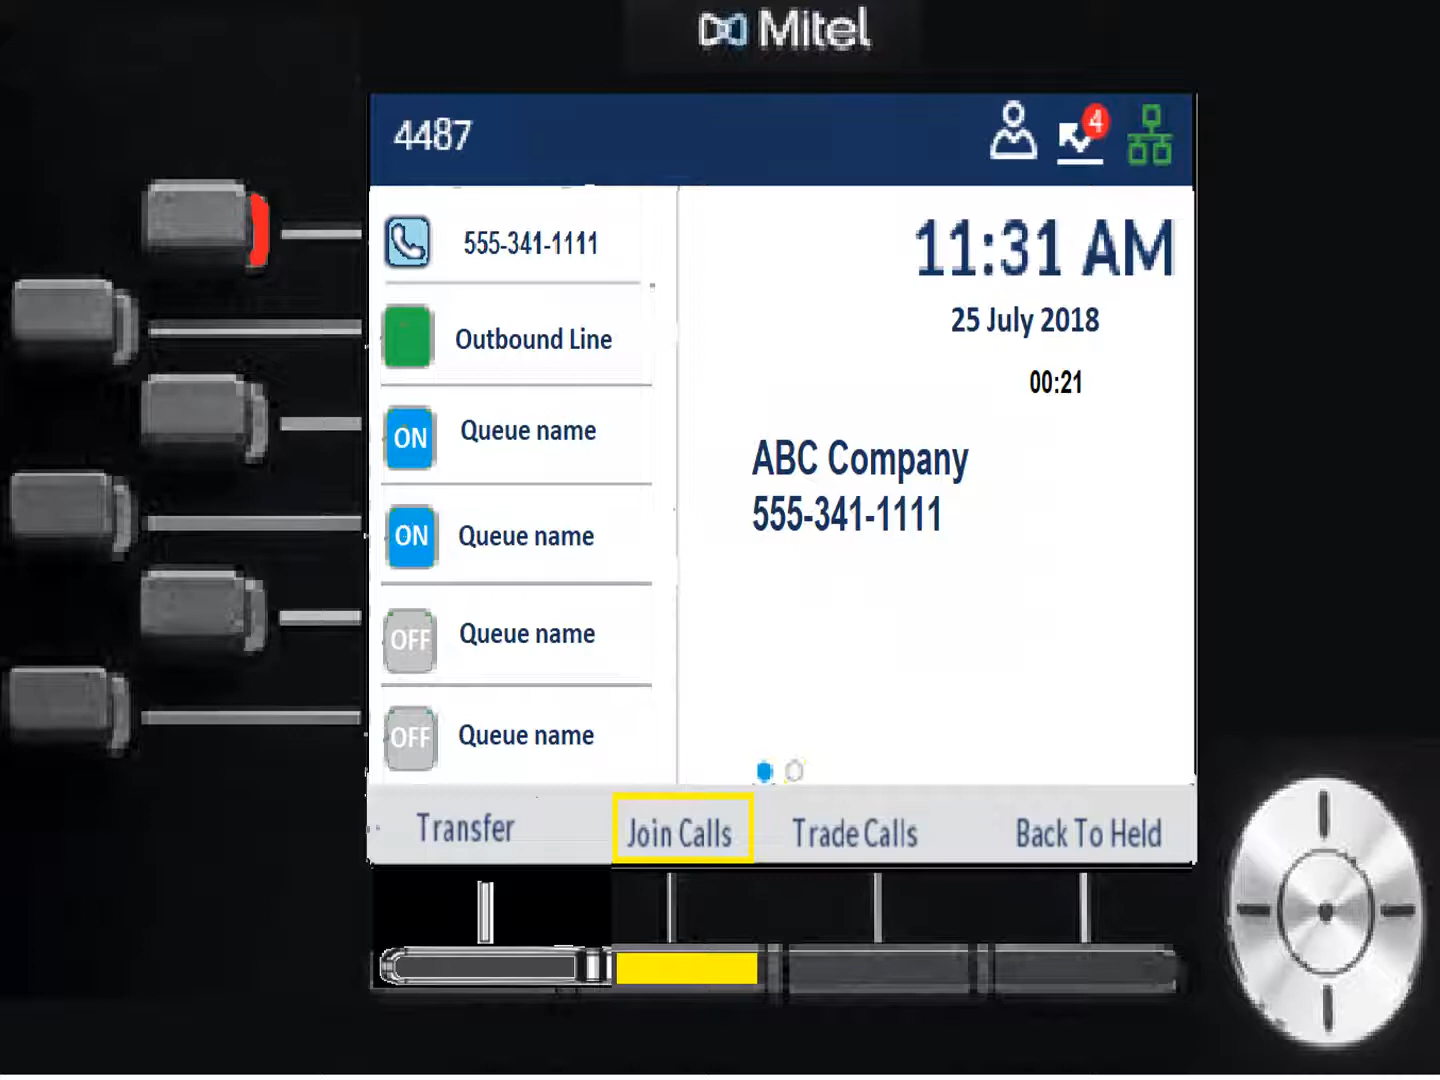 Mitel
4487
4
555-341-1111
Outbound Line
ON Queue name
ON Queue name
OFF Queue name
OFF Queue name
11:31 AM
25 July 2018
00:21
ABC Company
555-341-1111
Transfer Join Calls Trade Calls Back To Held